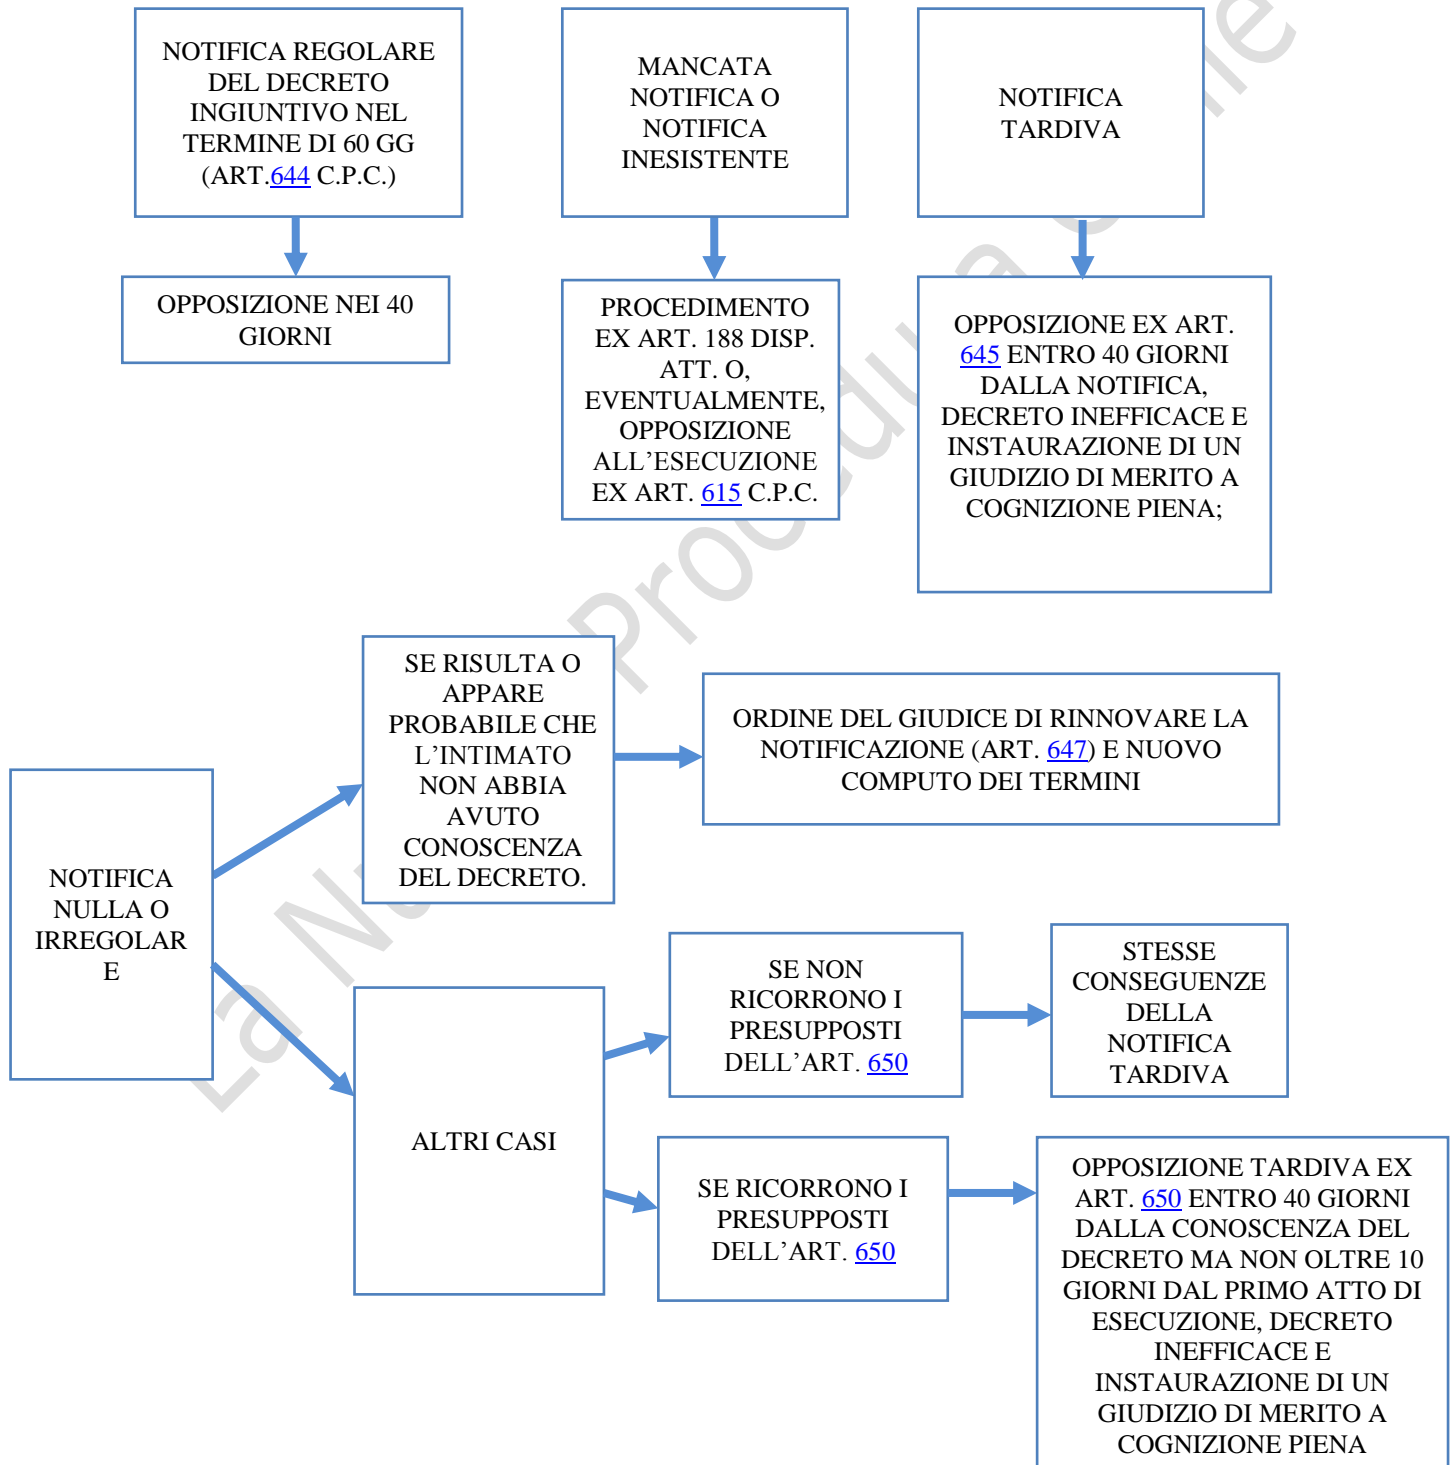 NOTIFICA REGOLARE
DEL DECRETO
INGIUNTIVO NEL
TERMINE DI 60 GG
(ART.644 C.P.C.)
MANCATA
NOTIFICA O
NOTIFICA
INESISTENTE
NOTIFICA
TARDIVA
OPPOSIZIONE NEI 40
GIORNI
PROCEDIMENTO
EX ART. 188 DISP.
ATT. O,
EVENTUALMENTE,
OPPOSIZIONE
ALL’ESECUZIONE
EX ART. 615 C.P.C.
OPPOSIZIONE EX ART.
645 ENTRO 40 GIORNI
DALLA NOTIFICA,
DECRETO INEFFICACE E
INSTAURAZIONE DI UN
GIUDIZIO DI MERITO A
COGNIZIONE PIENA;
NOTIFICA
NULLA O
IRREGOLAR
E
SE RISULTA O
APPARE
PROBABILE CHE
L’INTIMATO
NON ABBIA
AVUTO
CONOSCENZA
DEL DECRETO.
ORDINE DEL GIUDICE DI RINNOVARE LA
NOTIFICAZIONE (ART. 647) E NUOVO
COMPUTO DEI TERMINI
ALTRI CASI
SE NON
RICORRONO I
PRESUPPOSTI
DELL’ART. 650
STESSE
CONSEGUENZE
DELLA
NOTIFICA
TARDIVA
SE RICORRONO I
PRESUPPOSTI
DELL’ART. 650
OPPOSIZIONE TARDIVA EX
ART. 650 ENTRO 40 GIORNI
DALLA CONOSCENZA DEL
DECRETO MA NON OLTRE 10
GIORNI DAL PRIMO ATTO DI
ESECUZIONE, DECRETO
INEFFICACE E
INSTAURAZIONE DI UN
GIUDIZIO DI MERITO A
COGNIZIONE PIENA
La